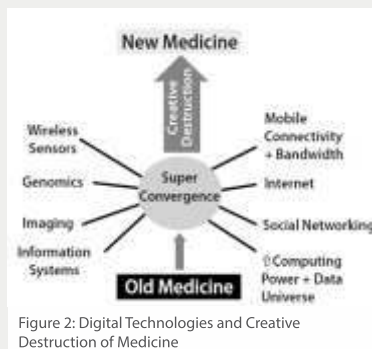 New Medicine
Creative
Destruction
Wireless
Sensors
Genomics
Imaging
Information
Systems
Super
Convergence
Mobile
Connectivity
+ Bandwidth
Internet
Social Networking
⇧Computing
Power + Data
Universe
Old Medicine
Figure 2: Digital Technologies and Creative
Destruction of Medicine